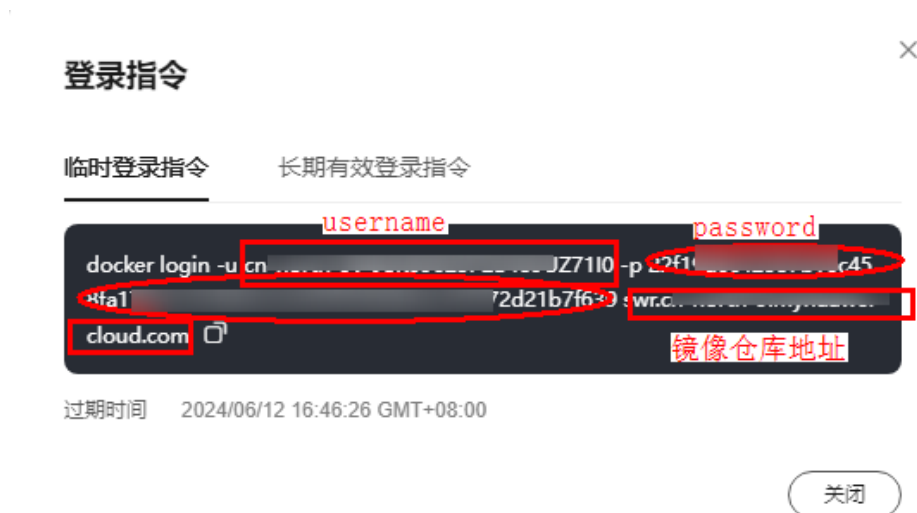 登录指令
临时登录指令 长期有效登录指令
username
password
docker login -u cn JZ71I0 -p
8fa1 72d21b7f639
cloud.com
镜像仓库地址
过期时间 2024/06/12 16:46:26 GMT+08:00
关闭